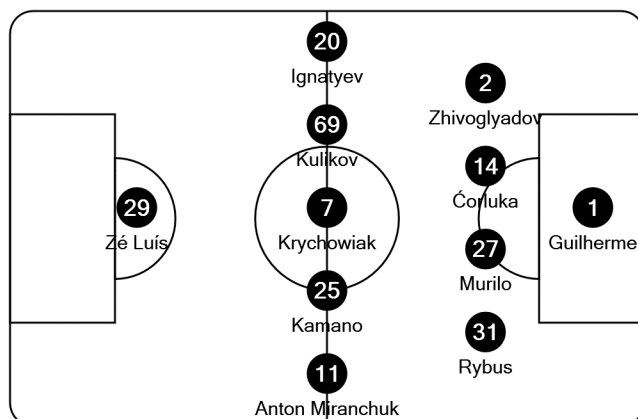 20
Ignatyev
2
Zhivoglyadov
69
Kulikov
14
Ćorluka
29
Zé Luís
7
Krychowiak
1
Guilherme
27
Murilo
25
Kamano
31
Rybus
11
Anton Miranchuk